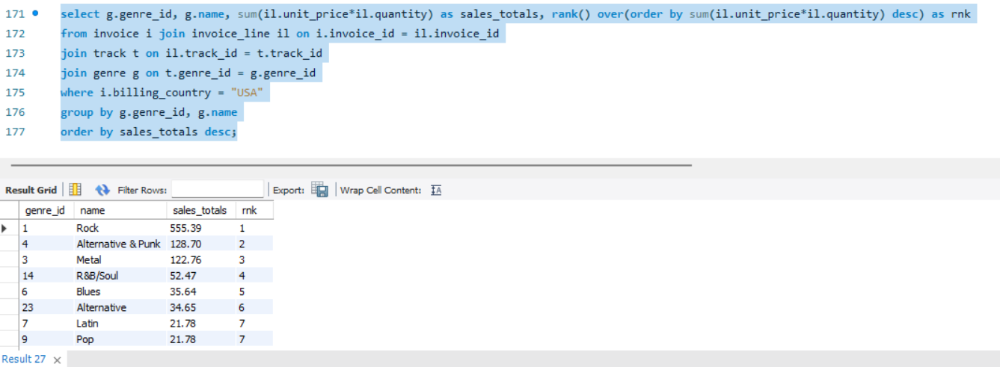 171 select g.genre_id, g.name, sum(il.unit_price*il.quantity) as sales_totals, rank() over(order by sum(il.unit_price*il.quantity) desc) as rnk
172 from invoice i join invoice_line il on i.invoice_id = il.invoice_id
173 join track t on il.track_id = t.track_id
174 join genre g on t.genre_id = g.genre_id
175 where i.billing_country = "USA"
176 group by g.genre_id, g.name
177 order by sales_totals desc;
Result Grid Filter Rows: Export: Wrap Cell Content: IA
genre_id name sales_totals rnk
1 Rock 555.39 1
4 Alternative & Punk 128.70 2
3 Metal 122.76 3
14 R&B/Soul 52.47 4
6 Blues 35.64 5
23 Alternative 34.65 6
7 Latin 21.78 7
9 Pop 21.78 7
Result 27 ×